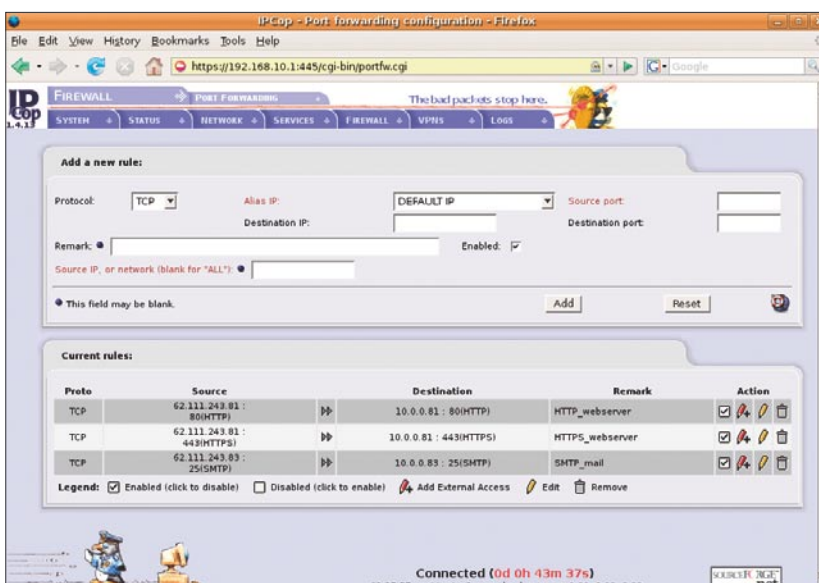 IPCop - Port forwarding configuration - Firefox
File Edit View History Bookmarks Tools Help
https://192.168.10.1:445/cgi-bin/portfw.cgi
Google
IP Cop
1.4.13
FIREWALL PORT FORWARDING The bad packets stop here.
SYSTEM STATUS NETWORK SERVICES FIREWALL VPNS LOGS
Add a new rule:
Protocol: TCP Alias IP: DEFAULT IP Source port:
Destination IP: Destination port:
Remark: Enabled:
Source IP, or network (blank for "ALL"):
This field may be blank. Add Reset
Current rules:
Proto Source Destination Remark Action
TCP 62.111.243.81 : 80(HTTP) 10.0.0.81 : 80(HTTP) HTTP_webserver
TCP 62.111.243.81 : 443(HTTPS) 10.0.0.81 : 443(HTTPS) HTTPS_webserver
TCP 62.111.243.83 : 25(SMTP) 10.0.0.83 : 25(SMTP) SMTP_mail
Legend: Enabled (click to disable) Disabled (click to enable) Add External Access Edit Remove
Connected (0d 0h 43m 37s)
SOURCEFORGE